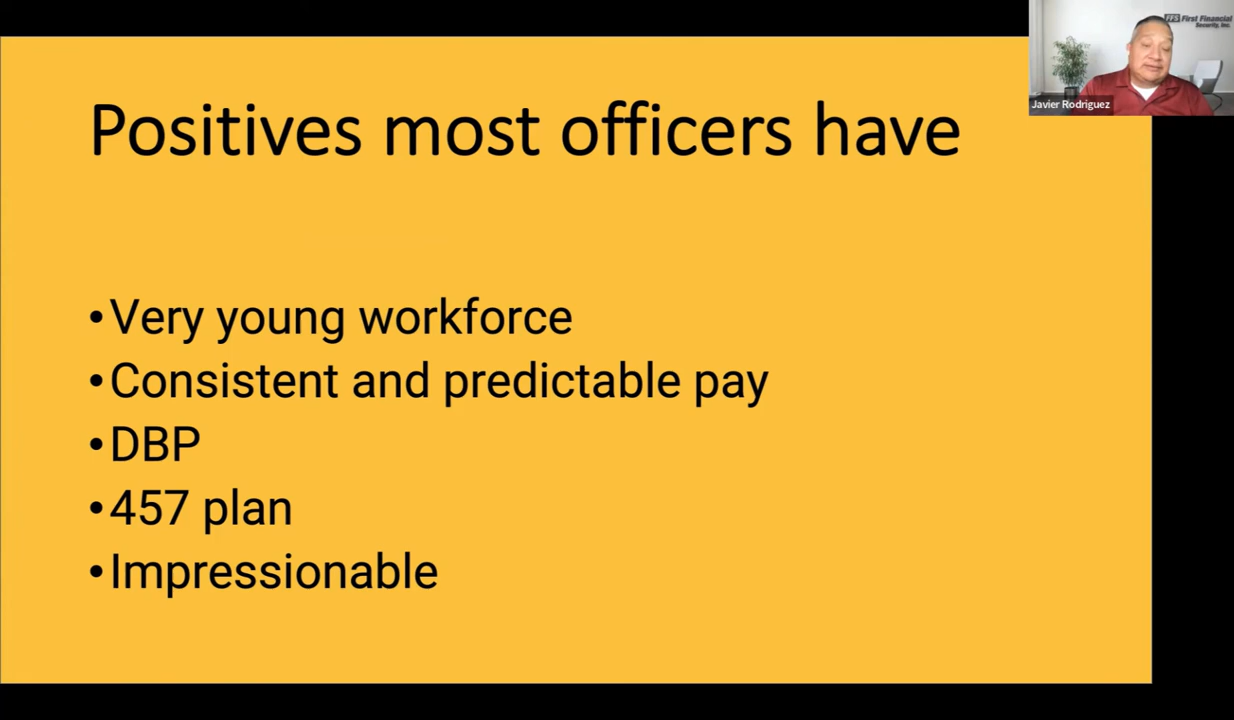 FFS First Financial
Security, Inc.
Javier Rodriguez
Positives most officers have
•Very young workforce
•Consistent and predictable pay
•DBP
•457 plan
•Impressionable